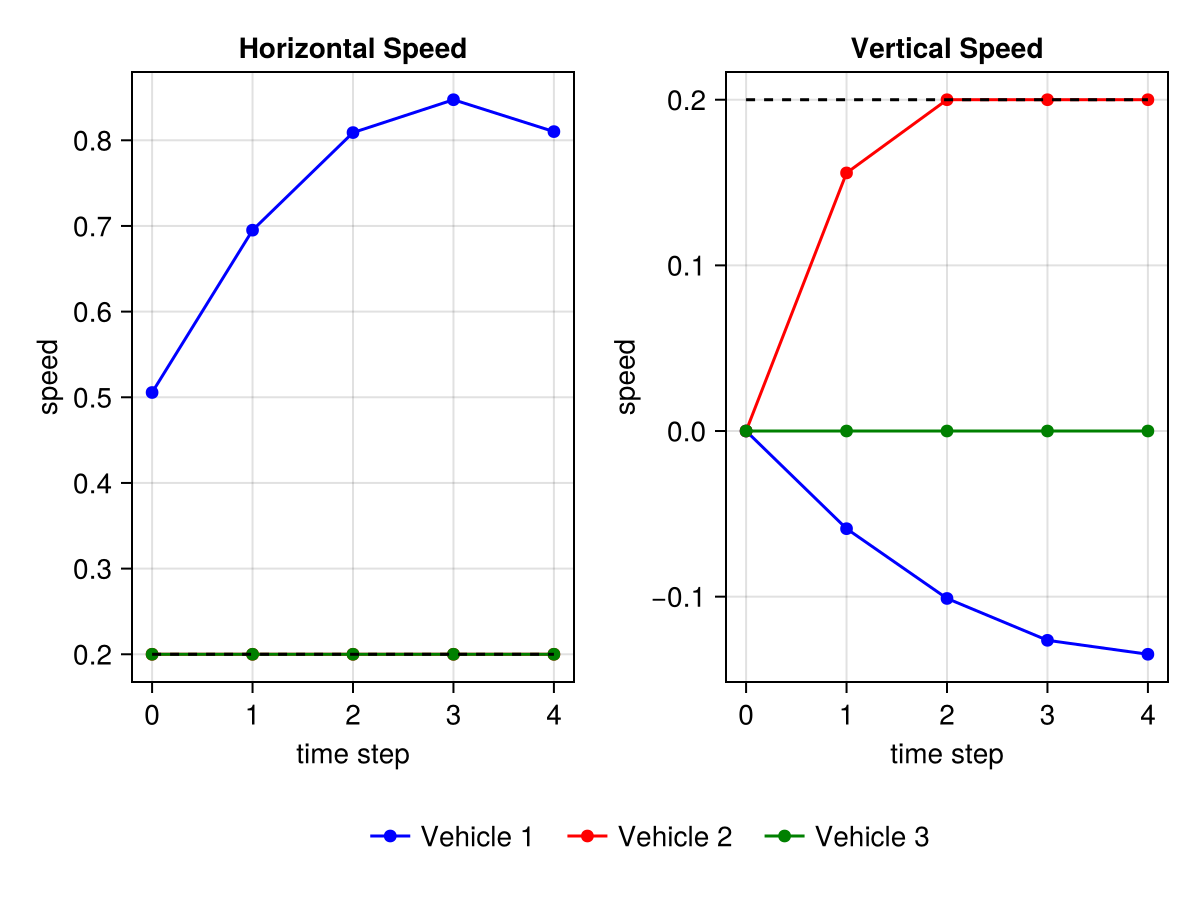 Horizontal Speed
speed
0.8
0.7
0.6
0.5
0.4
0.3
0.2
0 1 2 3 4
time step
Vertical Speed
speed
0.2
0.1
0.0
−0.1
0 1 2 3 4
time step
Vehicle 1 Vehicle 2 Vehicle 3